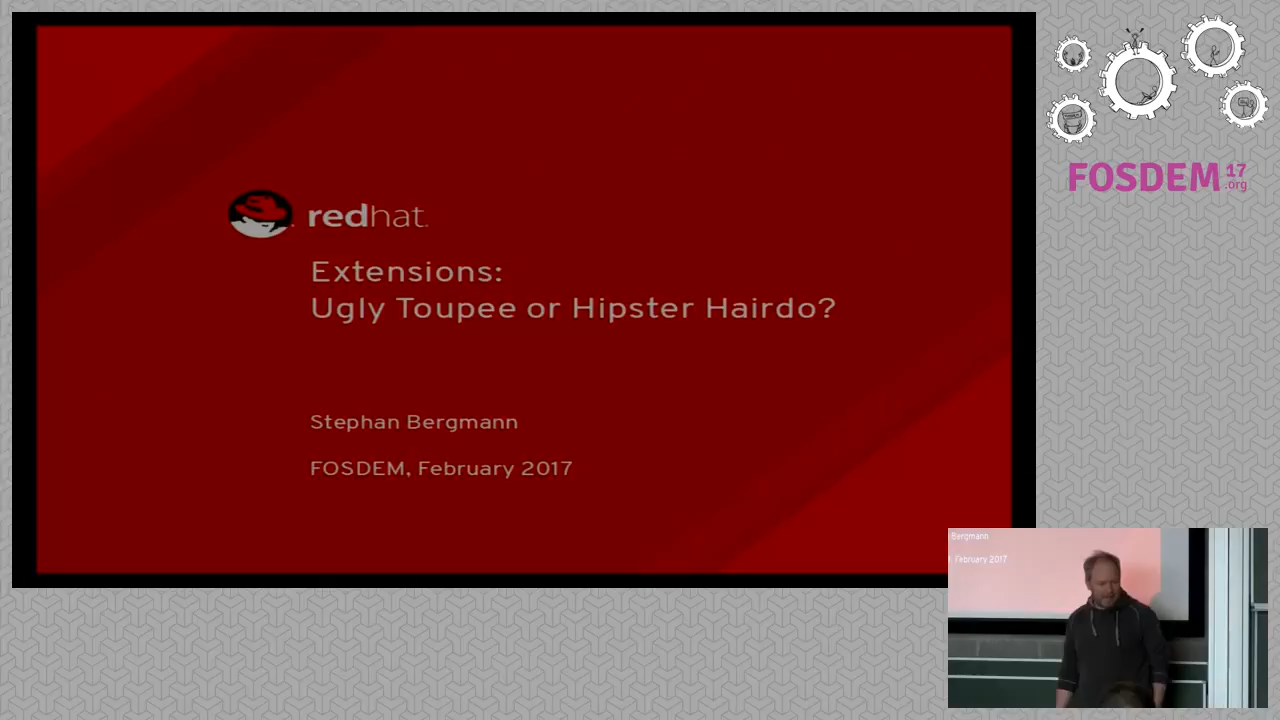 redhat.
Extensions:
Ugly Toupee or Hipster Hairdo?
Stephan Bergmann
FOSDEM, February 2017
FOSDEM 17
.org
Bergmann
February 2017